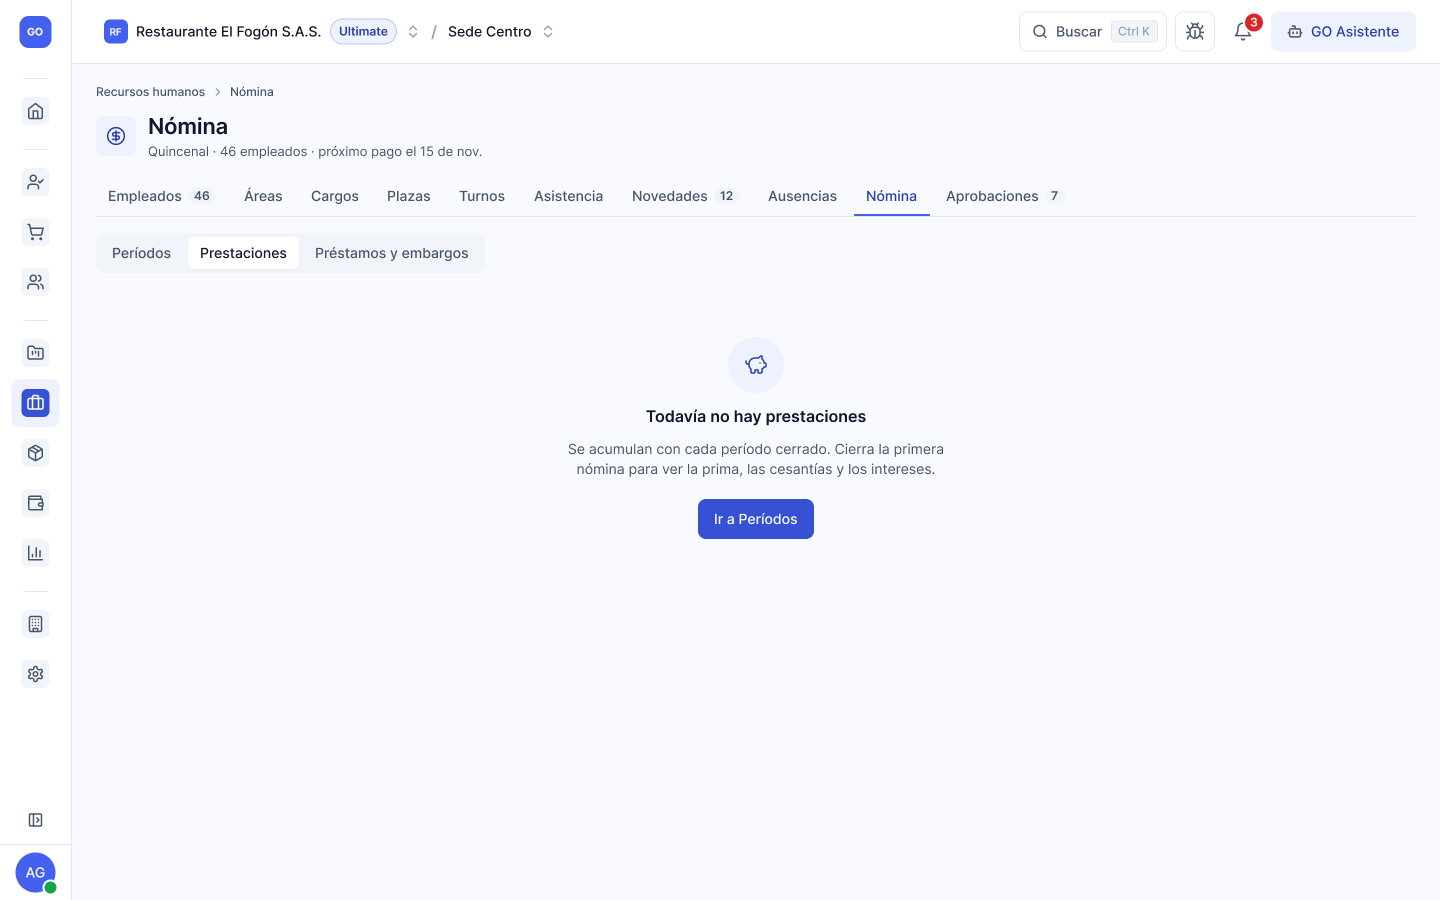 GO
RF Restaurante El Fogón S.A.S. Ultimate / Sede Centro
Buscar Ctrl K
3
GO Asistente
Recursos humanos > Nómina
Nómina
Quincenal · 46 empleados · próximo pago el 15 de nov.
Empleados 46 Áreas Cargos Plazas Turnos Asistencia Novedades 12 Ausencias Nómina Aprobaciones 7
Períodos Prestaciones Préstamos y embargos
Todavía no hay prestaciones
Se acumulan con cada período cerrado. Cierra la primera
nómina para ver la prima, las cesantías y los intereses.
Ir a Períodos
AG